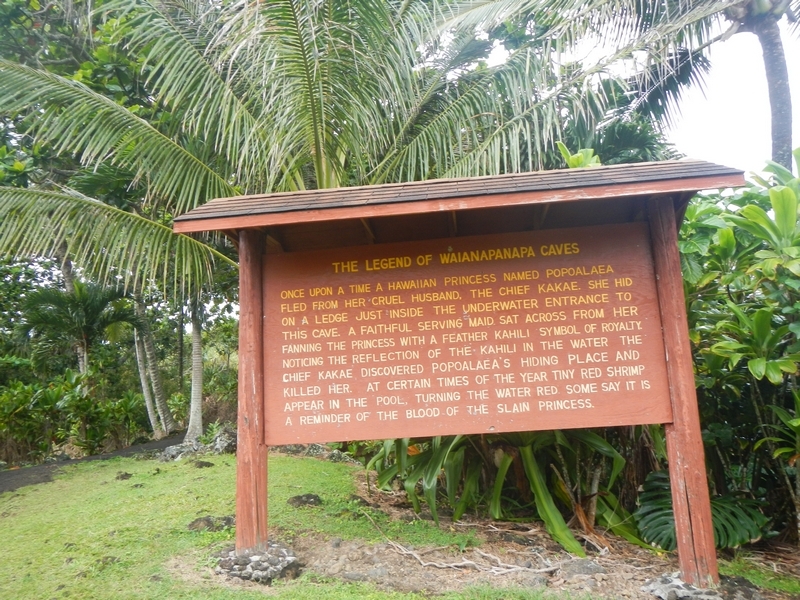 THE LEGEND OF WAIANAPANAPA CAVES
ONCE UPON A TIME A HAWAIIAN PRINCESS NAMED POPOALAEA
FLED FROM HER CRUEL HUSBAND, THE CHIEF KAKAE. SHE HID
ON A LEDGE JUST INSIDE THE UNDERWATER ENTRANCE TO
THIS CAVE. A FAITHFUL SERVING MAID SAT ACROSS FROM HER
FANNING THE PRINCESS WITH A FEATHER KAHILI SYMBOL OF ROYALTY.
NOTICING THE REFLECTION OF THE KAHILI IN THE WATER THE
CHIEF KAKAE DISCOVERED POPOALAEA'S HIDING PLACE AND
KILLED HER. AT CERTAIN TIMES OF THE YEAR TINY RED SHRIMP
APPEAR IN THE POOL, TURNING THE WATER RED. SOME SAY IT IS
A REMINDER OF THE BLOOD OF THE SLAIN PRINCESS.